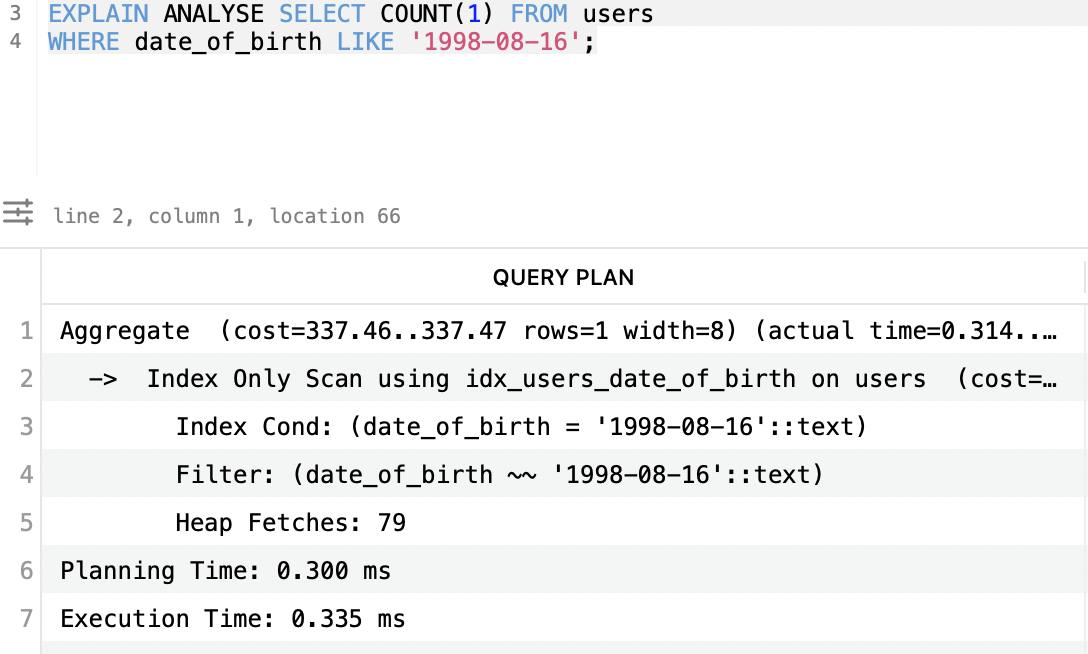 3 EXPLAIN ANALYSE SELECT COUNT(1) FROM users
4 WHERE date_of_birth LIKE '1998-08-16';
line 2, column 1, location 66
QUERY PLAN
1 Aggregate  (cost=337.46..337.47 rows=1 width=8) (actual time=0.314..…
2 ->  Index Only Scan using idx_users_date_of_birth on users  (cost=…
3 Index Cond: (date_of_birth = '1998-08-16'::text)
4 Filter: (date_of_birth ~~ '1998-08-16'::text)
5 Heap Fetches: 79
6 Planning Time: 0.300 ms
7 Execution Time: 0.335 ms